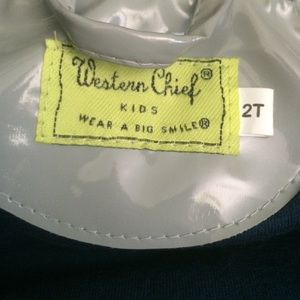 Western Chief®
KIDS
WEAR A BIG SMILE®
2T